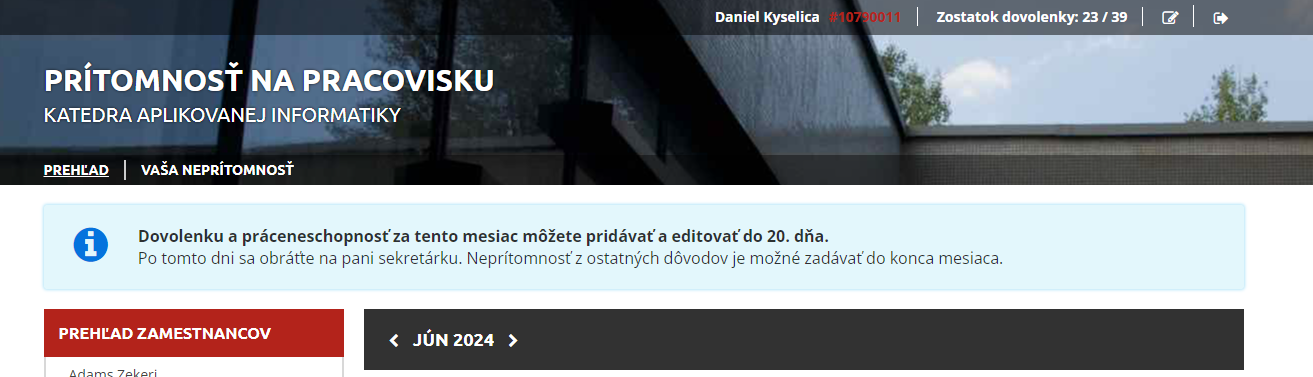 Daniel Kyselica #10790011 Zostatok dovolenky: 23 / 39
PRÍTOMNOSŤ NA PRACOVISKU
KATEDRA APLIKOVANEJ INFORMATIKY
PREHĽAD VAŠA NEPRÍTOMNOSŤ
Dovolenku a práceneschopnosť za tento mesiac môžete pridávať a editovať do 20. dňa.
Po tomto dni sa obráťte na pani sekretárku. Neprítomnosť z ostatných dôvodov je možné zadávať do konca mesiaca.
PREHĽAD ZAMESTNANCOV
JÚN 2024
Adams Zekeri